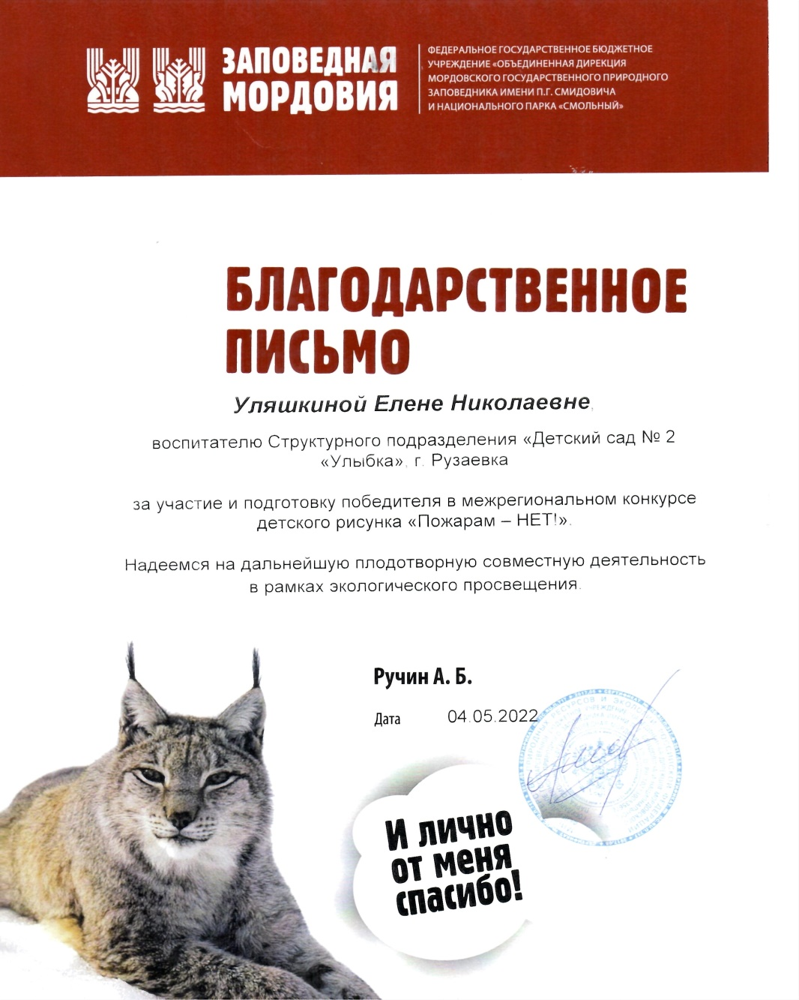 ЗАПОВЕДНАЯ
МОРДОВИЯ
ФЕДЕРАЛЬНОЕ ГОСУДАРСТВЕННОЕ БЮДЖЕТНОЕ
УЧРЕЖДЕНИЕ «ОБЪЕДИНЕННАЯ ДИРЕКЦИЯ
МОРДОВСКОГО ГОСУДАРСТВЕННОГО ПРИРОДНОГО
ЗАПОВЕДНИКА ИМЕНИ П.Г. СМИДОВИЧА
И НАЦИОНАЛЬНОГО ПАРКА «СМОЛЬНЫЙ»
БЛАГОДАРСТВЕННОЕ
ПИСЬМО
Уляшкиной Елене Николаевне,
воспитателю Структурного подразделения «Детский сад № 2
«Улыбка», г. Рузаевка
за участие и подготовку победителя в межрегиональном конкурсе
детского рисунка «Пожарам – НЕТ!».
Надеемся на дальнейшую плодотворную совместную деятельность
в рамках экологического просвещения.
Ручин А. Б.
Дата 04.05.2022
И лично
от меня
спасибо!